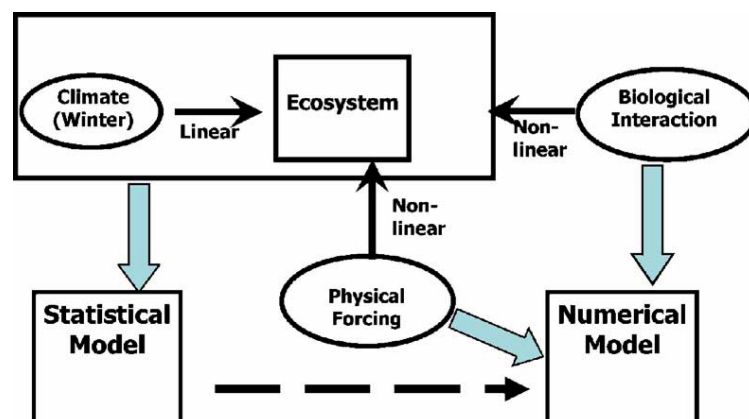 Climate
(Winter)
Linear
Ecosystem
Non-
linear
Biological
Interaction
Non-
linear
Physical
Forcing
Statistical
Model
Numerical
Model